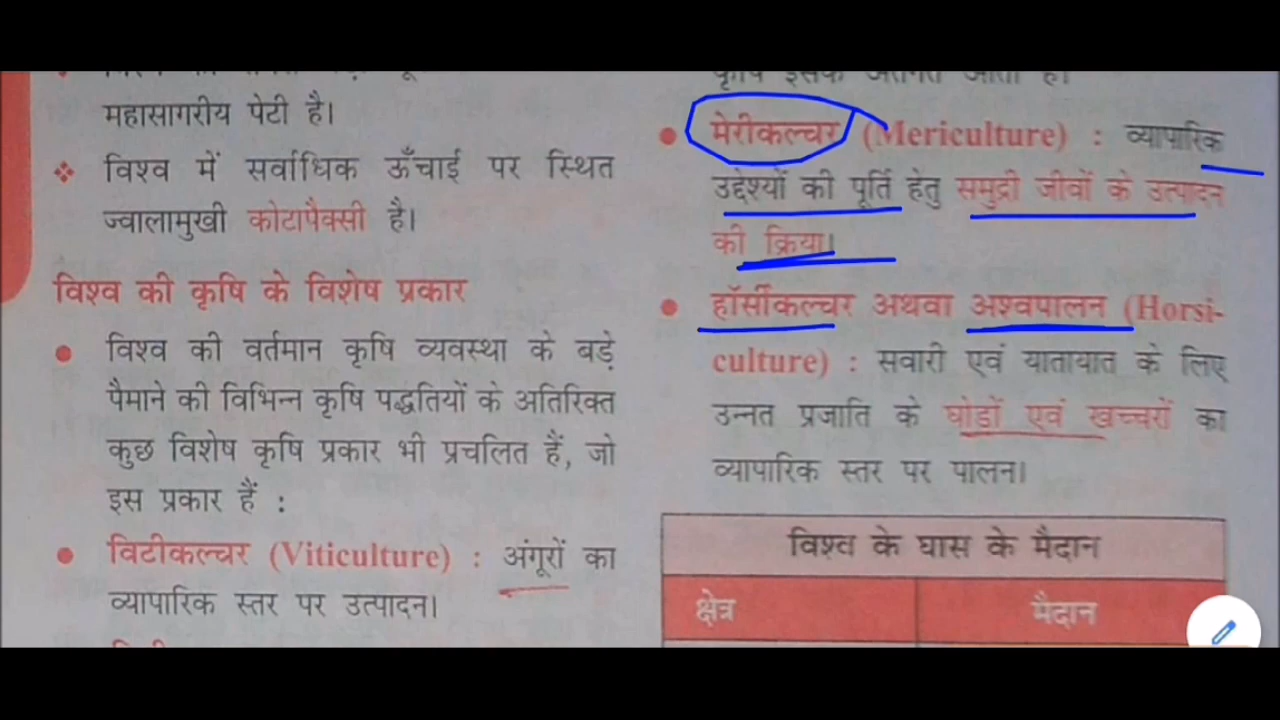 महासागरीय पेटी है।
❖ विश्व में सर्वाधिक ऊँचाई पर स्थित
ज्वालामुखी कोटापैक्सी है।
विश्व की कृषि के विशेष प्रकार
● विश्व की वर्तमान कृषि व्यवस्था के बड़े
पैमाने की विभिन्न कृषि पद्धतियों के अतिरिक्त
कुछ विशेष कृषि प्रकार भी प्रचलित हैं, जो
इस प्रकार हैं :
● विटीकल्चर (Viticulture) : अंगूरों का
व्यापारिक स्तर पर उत्पादन।
● मेरीकल्चर (Mericulture) : व्यापारिक
उद्देश्यों की पूर्ति हेतु समुद्री जीवों के उत्पादन
की क्रिया।
● हॉर्सीकल्चर अथवा अश्वपालन (Horsi-
culture) : सवारी एवं यातायात के लिए
उन्नत प्रजाति के घोड़ों एवं खच्चरों का
व्यापारिक स्तर पर पालन।
विश्व के घास के मैदान
क्षेत्र
मैदान